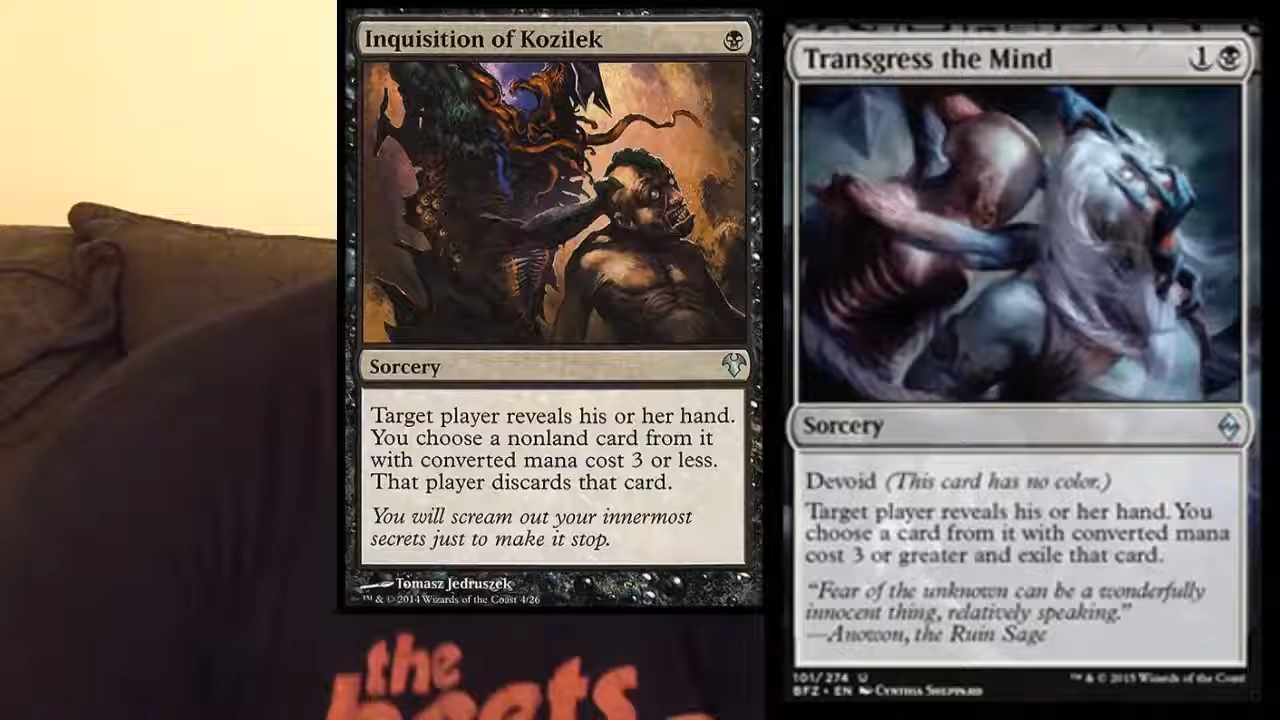 Inquisition of Kozilek
Sorcery
Target player reveals his or her hand.
You choose a nonland card from it
with converted mana cost 3 or less.
That player discards that card.
You will scream out your innermost
secrets just to make it stop.
Tomasz Jedruszek
™ & © 2014 Wizards of the Coast 4/26
Transgress the Mind
1
Sorcery
Devoid (This card has no color.)
Target player reveals his or her hand. You
choose a card from it with converted mana
cost 3 or greater and exile that card.
"Fear of the unknown can be a wonderfully
innocent thing, relatively speaking."
—Anowon, the Ruin Sage
101/274 U
BFZ • EN Cynthia Sheppard
™ & © 2015 Wizards of the Coast
the